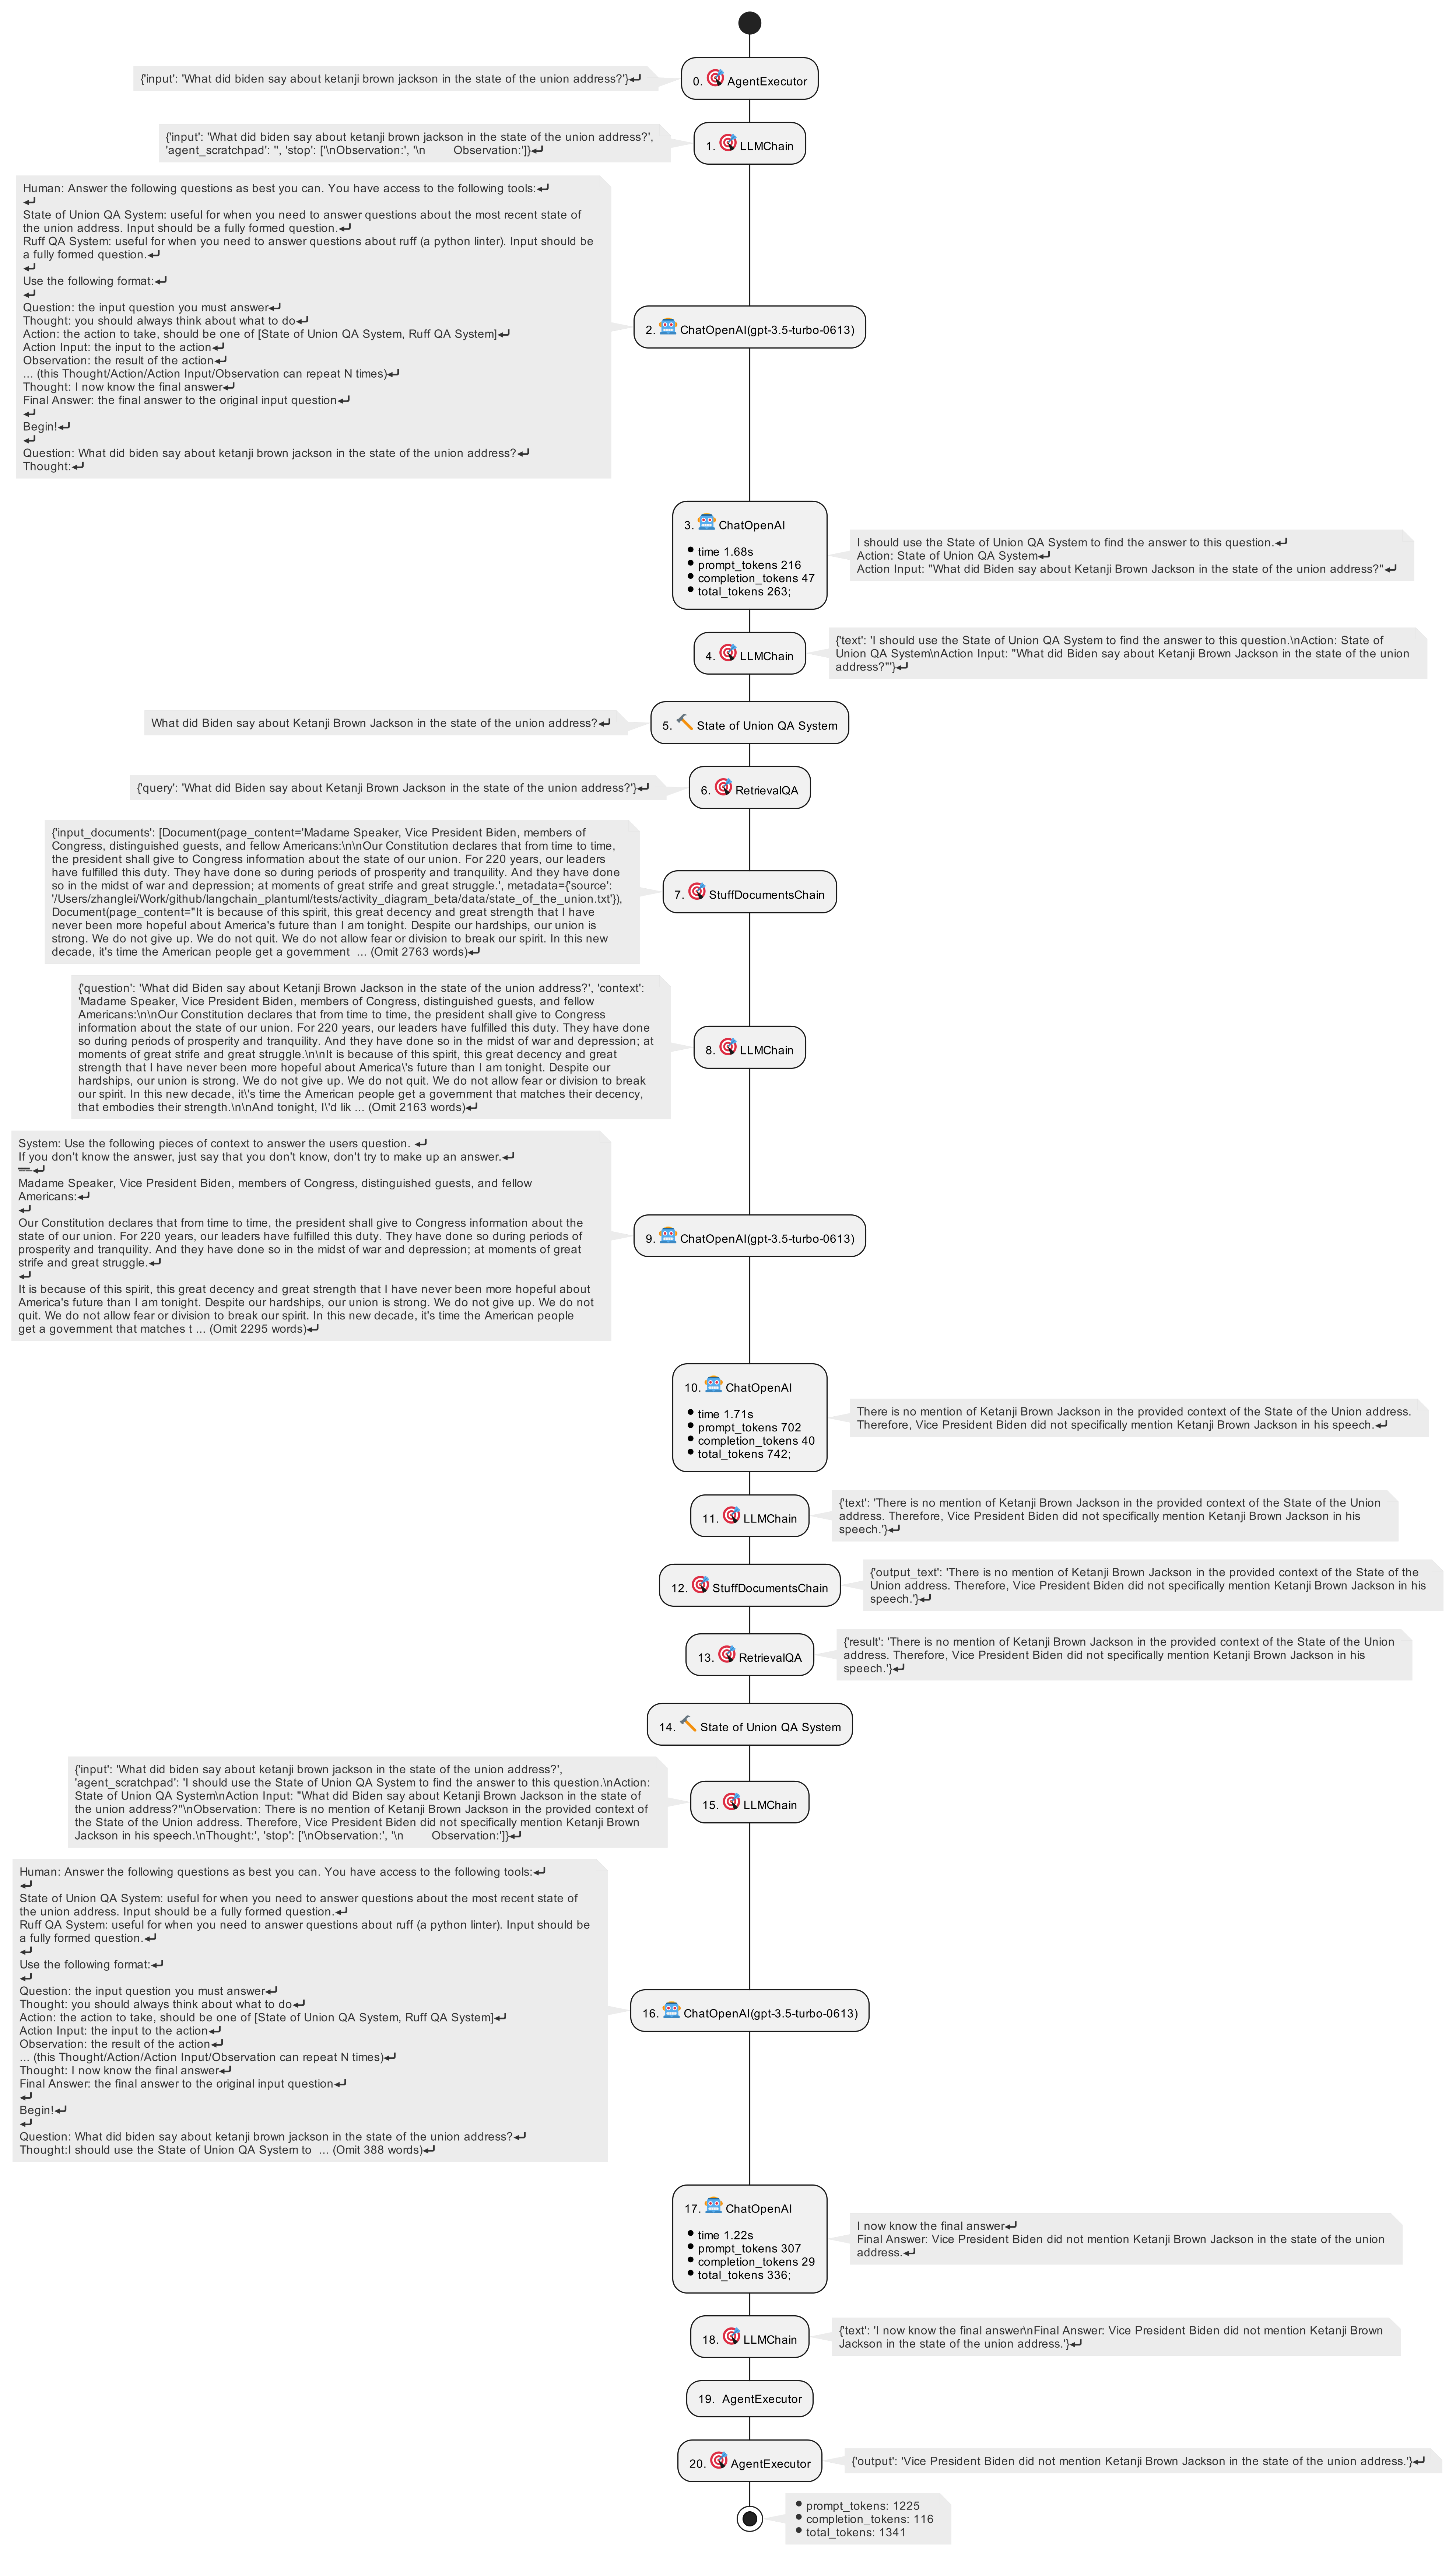 {'input': 'What did biden say about ketanji brown jackson in the state of the union address?'}↵
0. AgentExecutor
{'input': 'What did biden say about ketanji brown jackson in the state of the union address?',
'agent_scratchpad': '', 'stop': ['\nObservation:', '\n        Observation:']}↵
1. LLMChain
Human: Answer the following questions as best you can. You have access to the following tools:↵
↵
State of Union QA System: useful for when you need to answer questions about the most recent state of
the union address. Input should be a fully formed question.↵
Ruff QA System: useful for when you need to answer questions about ruff (a python linter). Input should be
a fully formed question.↵
↵
Use the following format:↵
↵
Question: the input question you must answer↵
Thought: you should always think about what to do↵
Action: the action to take, should be one of [State of Union QA System, Ruff QA System]↵
Action Input: the input to the action↵
Observation: the result of the action↵
... (this Thought/Action/Action Input/Observation can repeat N times)↵
Thought: I now know the final answer↵
Final Answer: the final answer to the original input question↵
↵
Begin!↵
↵
Question: What did biden say about ketanji brown jackson in the state of the union address?↵
Thought:↵
2. ChatOpenAI(gpt-3.5-turbo-0613)
3. ChatOpenAI
● time 1.68s
● prompt_tokens 216
● completion_tokens 47
● total_tokens 263;
I should use the State of Union QA System to find the answer to this question.↵
Action: State of Union QA System↵
Action Input: "What did Biden say about Ketanji Brown Jackson in the state of the union address?"↵
4. LLMChain
{'text': 'I should use the State of Union QA System to find the answer to this question.\nAction: State of
Union QA System\nAction Input: "What did Biden say about Ketanji Brown Jackson in the state of the union
address?"'}↵
What did Biden say about Ketanji Brown Jackson in the state of the union address?↵
5. State of Union QA System
{'query': 'What did Biden say about Ketanji Brown Jackson in the state of the union address?'}↵
6. RetrievalQA
{'input_documents': [Document(page_content='Madame Speaker, Vice President Biden, members of
Congress, distinguished guests, and fellow Americans:\n\nOur Constitution declares that from time to time,
the president shall give to Congress information about the state of our union. For 220 years, our leaders
have fulfilled this duty. They have done so during periods of prosperity and tranquility. And they have done
so in the midst of war and depression; at moments of great strife and great struggle.', metadata={'source':
'/Users/zhanglei/Work/github/langchain_plantuml/tests/activity_diagram_beta/data/state_of_the_union.txt'}),
Document(page_content="It is because of this spirit, this great decency and great strength that I have
never been more hopeful about America's future than I am tonight. Despite our hardships, our union is
strong. We do not give up. We do not quit. We do not allow fear or division to break our spirit. In this new
decade, it's time the American people get a government  ... (Omit 2763 words)↵
7. StuffDocumentsChain
{'question': 'What did Biden say about Ketanji Brown Jackson in the state of the union address?', 'context':
'Madame Speaker, Vice President Biden, members of Congress, distinguished guests, and fellow
Americans:\n\nOur Constitution declares that from time to time, the president shall give to Congress
information about the state of our union. For 220 years, our leaders have fulfilled this duty. They have done
so during periods of prosperity and tranquility. And they have done so in the midst of war and depression; at
moments of great strife and great struggle.\n\nIt is because of this spirit, this great decency and great
strength that I have never been more hopeful about America\'s future than I am tonight. Despite our
hardships, our union is strong. We do not give up. We do not quit. We do not allow fear or division to break
our spirit. In this new decade, it\'s time the American people get a government that matches their decency,
that embodies their strength.\n\nAnd tonight, I\'d lik ... (Omit 2163 words)↵
8. LLMChain
System: Use the following pieces of context to answer the users question. ↵
If you don't know the answer, just say that you don't know, don't try to make up an answer.↵
----↵
Madame Speaker, Vice President Biden, members of Congress, distinguished guests, and fellow
Americans:↵
↵
Our Constitution declares that from time to time, the president shall give to Congress information about the
state of our union. For 220 years, our leaders have fulfilled this duty. They have done so during periods of
prosperity and tranquility. And they have done so in the midst of war and depression; at moments of great
strife and great struggle.↵
↵
It is because of this spirit, this great decency and great strength that I have never been more hopeful about
America's future than I am tonight. Despite our hardships, our union is strong. We do not give up. We do not
quit. We do not allow fear or division to break our spirit. In this new decade, it's time the American people
get a government that matches t ... (Omit 2295 words)↵
9. ChatOpenAI(gpt-3.5-turbo-0613)
10. ChatOpenAI
● time 1.71s
● prompt_tokens 702
● completion_tokens 40
● total_tokens 742;
There is no mention of Ketanji Brown Jackson in the provided context of the State of the Union address.
Therefore, Vice President Biden did not specifically mention Ketanji Brown Jackson in his speech.↵
11. LLMChain
{'text': 'There is no mention of Ketanji Brown Jackson in the provided context of the State of the Union
address. Therefore, Vice President Biden did not specifically mention Ketanji Brown Jackson in his
speech.'}↵
12. StuffDocumentsChain
{'output_text': 'There is no mention of Ketanji Brown Jackson in the provided context of the State of the
Union address. Therefore, Vice President Biden did not specifically mention Ketanji Brown Jackson in his
speech.'}↵
13. RetrievalQA
{'result': 'There is no mention of Ketanji Brown Jackson in the provided context of the State of the Union
address. Therefore, Vice President Biden did not specifically mention Ketanji Brown Jackson in his
speech.'}↵
14. State of Union QA System
{'input': 'What did biden say about ketanji brown jackson in the state of the union address?',
'agent_scratchpad': 'I should use the State of Union QA System to find the answer to this question.\nAction:
State of Union QA System\nAction Input: "What did Biden say about Ketanji Brown Jackson in the state of
the union address?"\nObservation: There is no mention of Ketanji Brown Jackson in the provided context of
the State of the Union address. Therefore, Vice President Biden did not specifically mention Ketanji Brown
Jackson in his speech.\nThought:', 'stop': ['\nObservation:', '\n        Observation:']}↵
15. LLMChain
Human: Answer the following questions as best you can. You have access to the following tools:↵
↵
State of Union QA System: useful for when you need to answer questions about the most recent state of
the union address. Input should be a fully formed question.↵
Ruff QA System: useful for when you need to answer questions about ruff (a python linter). Input should be
a fully formed question.↵
↵
Use the following format:↵
↵
Question: the input question you must answer↵
Thought: you should always think about what to do↵
Action: the action to take, should be one of [State of Union QA System, Ruff QA System]↵
Action Input: the input to the action↵
Observation: the result of the action↵
... (this Thought/Action/Action Input/Observation can repeat N times)↵
Thought: I now know the final answer↵
Final Answer: the final answer to the original input question↵
↵
Begin!↵
↵
Question: What did biden say about ketanji brown jackson in the state of the union address?↵
Thought:I should use the State of Union QA System to  ... (Omit 388 words)↵
16. ChatOpenAI(gpt-3.5-turbo-0613)
17. ChatOpenAI
● time 1.22s
● prompt_tokens 307
● completion_tokens 29
● total_tokens 336;
I now know the final answer↵
Final Answer: Vice President Biden did not mention Ketanji Brown Jackson in the state of the union
address.↵
18. LLMChain
{'text': 'I now know the final answer\nFinal Answer: Vice President Biden did not mention Ketanji Brown
Jackson in the state of the union address.'}↵
19. AgentExecutor
20. AgentExecutor
{'output': 'Vice President Biden did not mention Ketanji Brown Jackson in the state of the union address.'}↵
● prompt_tokens: 1225
● completion_tokens: 116
● total_tokens: 1341